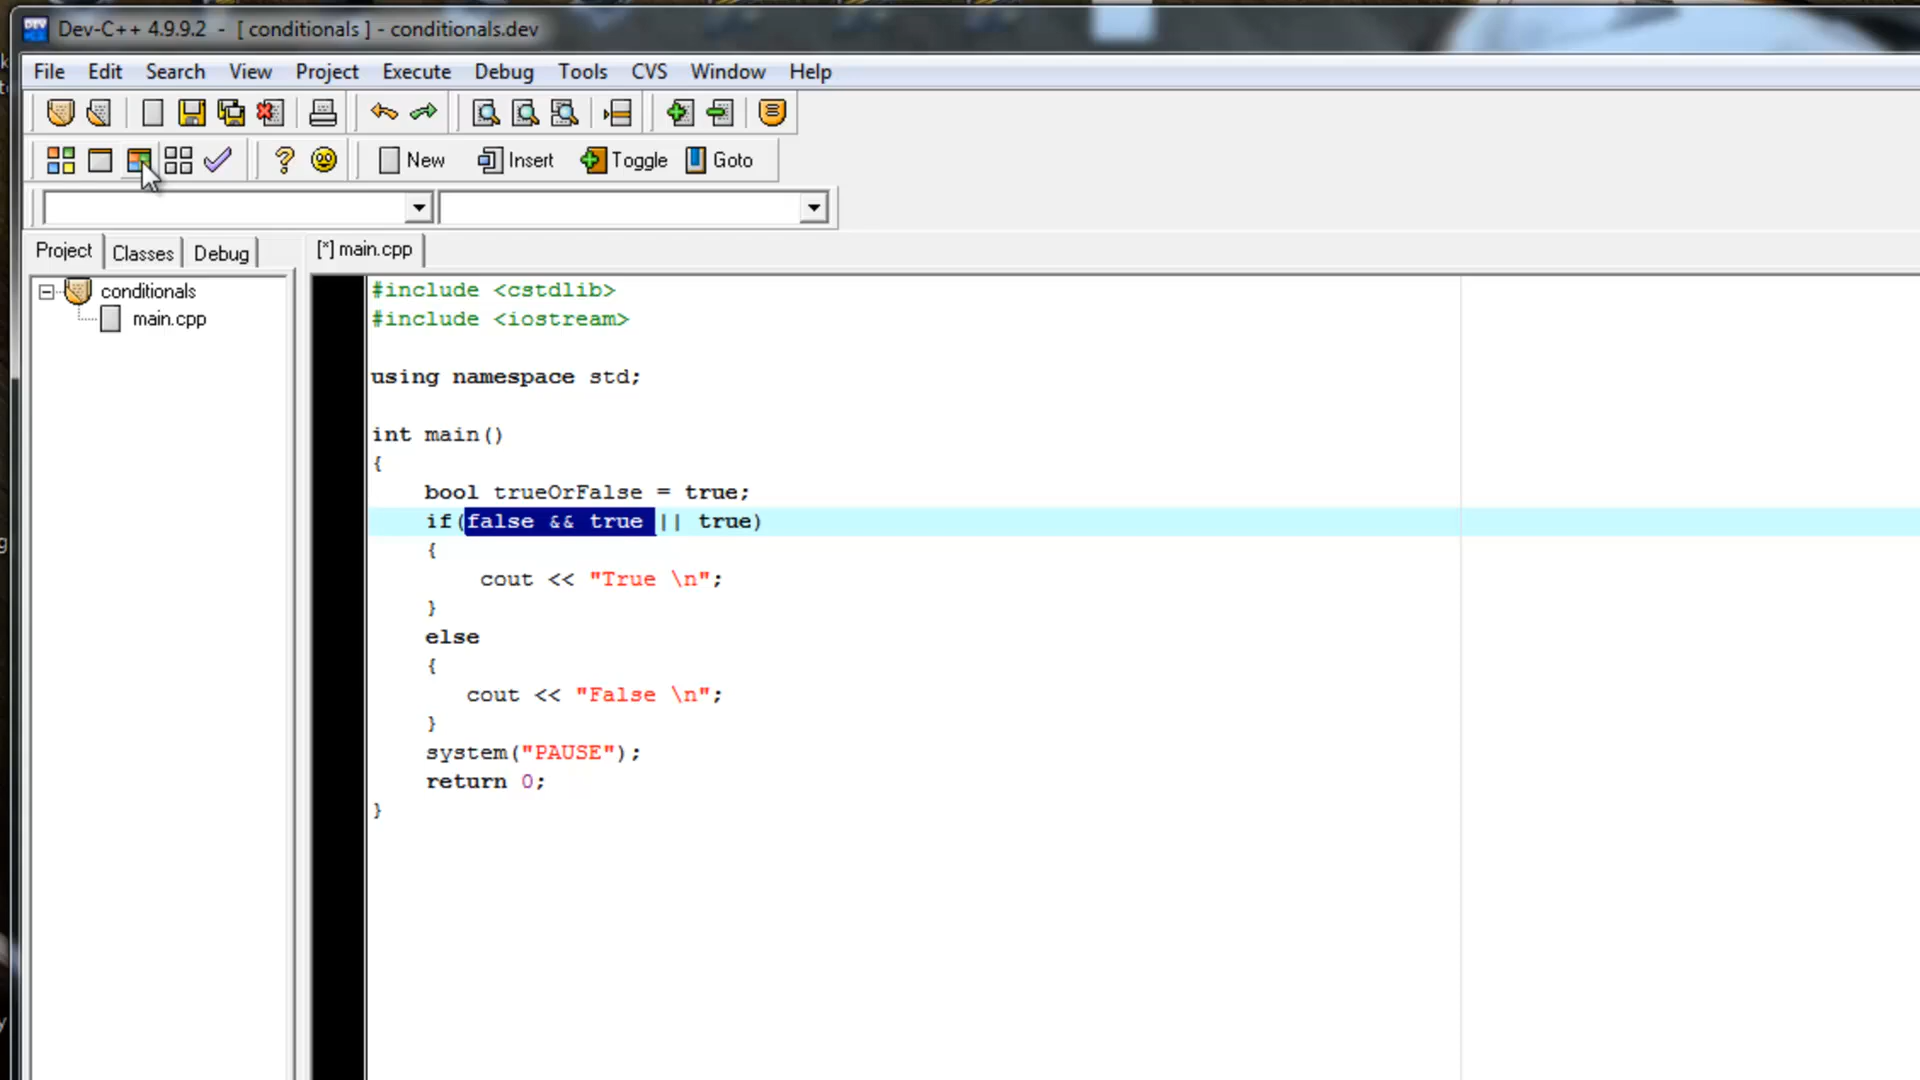 Dev-C++ 4.9.9.2 - [ conditionals ] - conditionals.dev
File Edit Search View Project Execute Debug Tools CVS Window Help
New Insert Toggle Goto
Project Classes Debug
[*] main.cpp
conditionals
main.cpp
#include <cstdlib>
#include <iostream>
using namespace std;
int main()
{
bool trueOrFalse = true;
if(false && true || true)
{
cout << "True \n";
}
else
{
cout << "False \n";
}
system("PAUSE");
return 0;
}